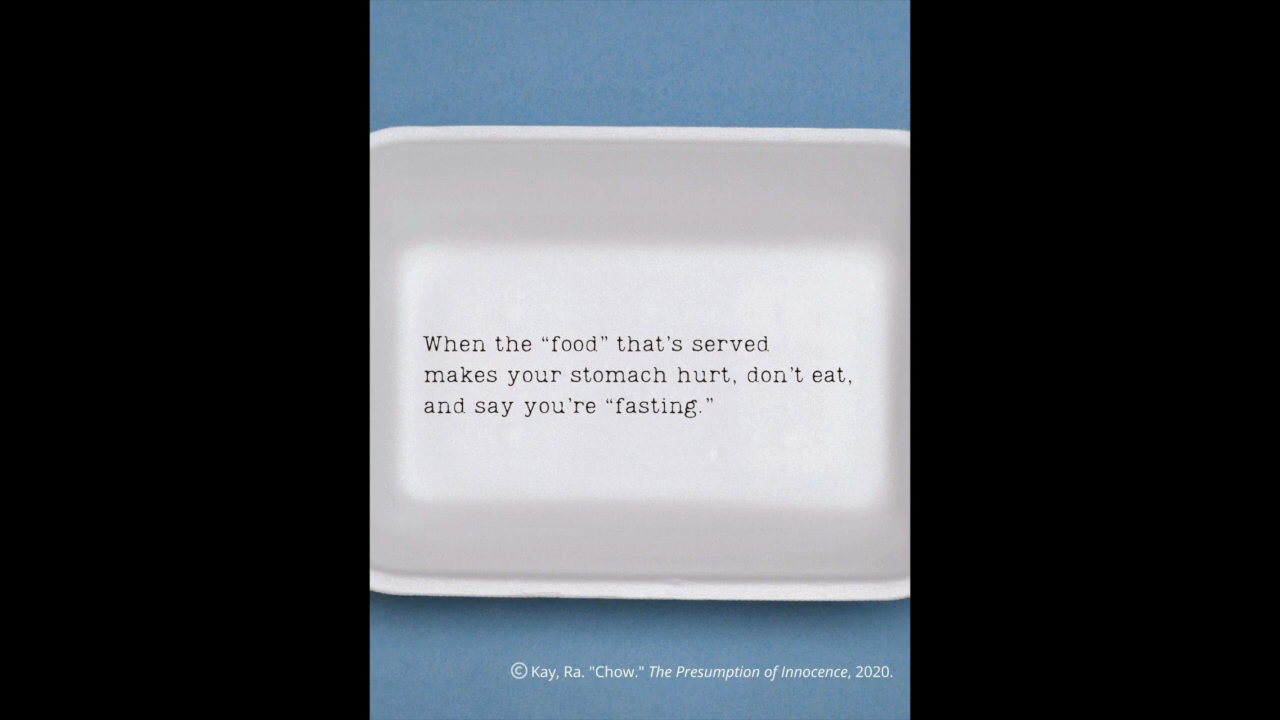 When the “food” that’s served
makes your stomach hurt, don’t eat,
and say you’re “fasting.”
© Kay, Ra. "Chow." The Presumption of Innocence, 2020.